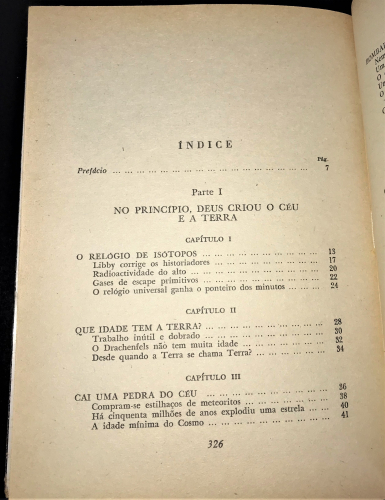 ÍNDICE
Pág.
Prefácio ... ... ... ... ... ... ... ... ... ... ... ... ... ... ... ... ... 7
Parte I
NO PRINCÍPIO, DEUS CRIOU O CÉU
E A TERRA
CAPÍTULO I
O RELÓGIO DE ISÓTOPOS ... ... ... ... ... ... ... ... ... 13
Libby corrige os historiadores ... ... ... ... ... ... ... 17
Radioactividade do alto ... ... ... ... ... ... ... ... ... 20
Gases de escape primitivos ... ... ... ... ... ... ... ... 22
O relógio universal ganha o ponteiro dos minutos ... ... ... 24
CAPÍTULO II
QUE IDADE TEM A TERRA? ... ... ... ... ... ... ... ... ... 28
Trabalho inútil e dobrado ... ... ... ... ... ... ... ... 30
O Drachenfels não tem muita idade ... ... ... ... ... ... 32
Desde quando a Terra se chama Terra? ... ... ... ... ... 34
CAPÍTULO III
CAI UMA PEDRA DO CÉU ... ... ... ... ... ... ... ... ... 36
Compram-se estilhaços de meteoritos ... ... ... ... ... ... 38
Há cinquenta milhões de anos explodiu uma estrela ... ... ... 40
A idade mínima do Cosmo ... ... ... ... ... ... ... ... 41
326